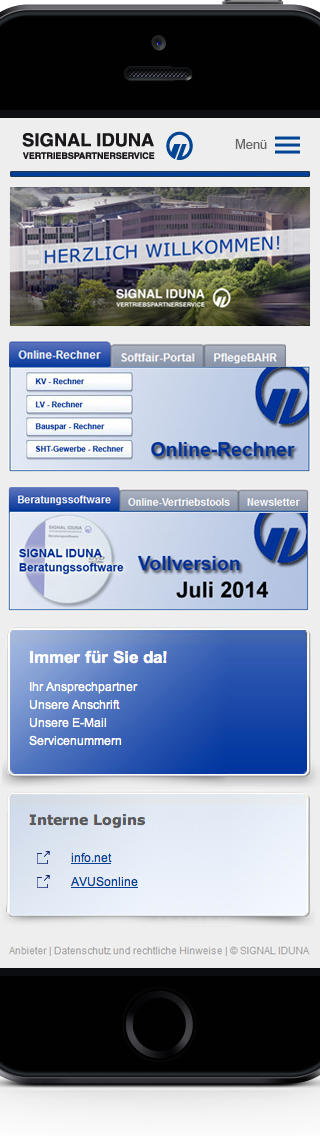 SIGNAL IDUNA
VERTRIEBSPARTNERSERVICE
Menü
HERZLICH WILLKOMMEN!
SIGNAL IDUNA
VERTRIEBSPARTNERSERVICE
Online-Rechner
Softfair-Portal
PflegeBAHR
KV - Rechner
LV - Rechner
Bauspar - Rechner
SHT-Gewerbe - Rechner
Online-Rechner
Beratungssoftware
Online-Vertriebstools
Newsletter
SIGNAL IDUNA
Beratungssoftware
SIGNAL IDUNA
Beratungssoftware
Vollversion
Juli 2014
Immer für Sie da!
Ihr Ansprechpartner
Unsere Anschrift
Unsere E-Mail
Servicenummern
Interne Logins
info.net
AVUSonline
Anbieter | Datenschutz und rechtliche Hinweise | © SIGNAL IDUNA